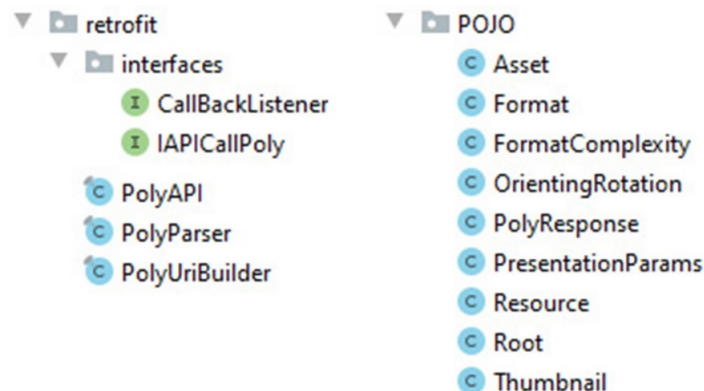 retrofit
interfaces
CallBackListener
IAPICallPoly
PolyAPI
PolyParser
PolyUriBuilder
POJO
Asset
Format
FormatComplexity
OrientingRotation
PolyResponse
PresentationParams
Resource
Root
Thumbnail